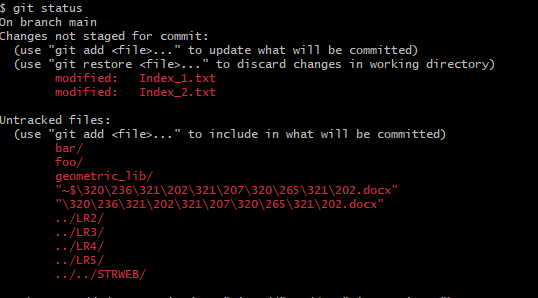 $ git status
On branch main
Changes not staged for commit:
  (use "git add <file>..." to update what will be committed)
  (use "git restore <file>..." to discard changes in working directory)
        modified:   Index_1.txt
        modified:   Index_2.txt

Untracked files:
  (use "git add <file>..." to include in what will be committed)
        bar/
        foo/
        geometric_lib/
        "~$\320\236\321\202\321\207\320\265\321\202.docx"
        "\320\236\321\202\321\207\320\265\321\202.docx"
        ../LR2/
        ../LR3/
        ../LR4/
        ../LR5/
        ../../STRWEB/